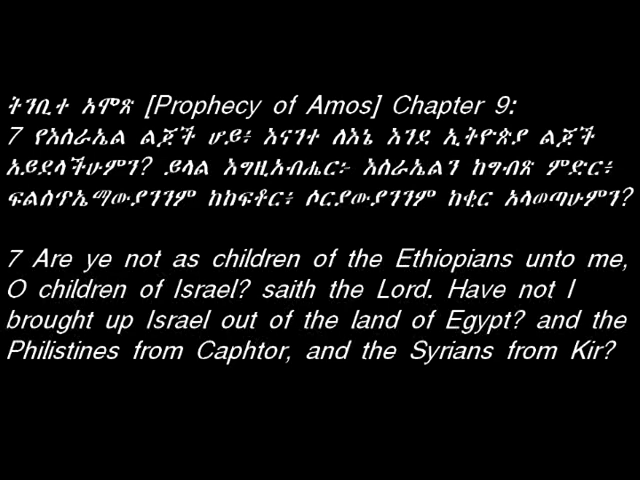 ትንቢተ አሞጽ [Prophecy of Amos] Chapter 9:
7 የእስራኤል ልጆች ሆይ፥ እናንተ ለእኔ እንደ ኢትዮጵያ ልጆች
አይደላችሁምን? ይላል እግዚአብሔር፦ እስራኤልን ከግብጽ ምድር፥
ፍልስጥኤማውያንንም ከከፍቶር፥ ሶርያውያንንም ከቂር አላወጣሁምን?
7 Are ye not as children of the Ethiopians unto me,
O children of Israel? saith the Lord. Have not I
brought up Israel out of the land of Egypt? and the
Philistines from Caphtor, and the Syrians from Kir?